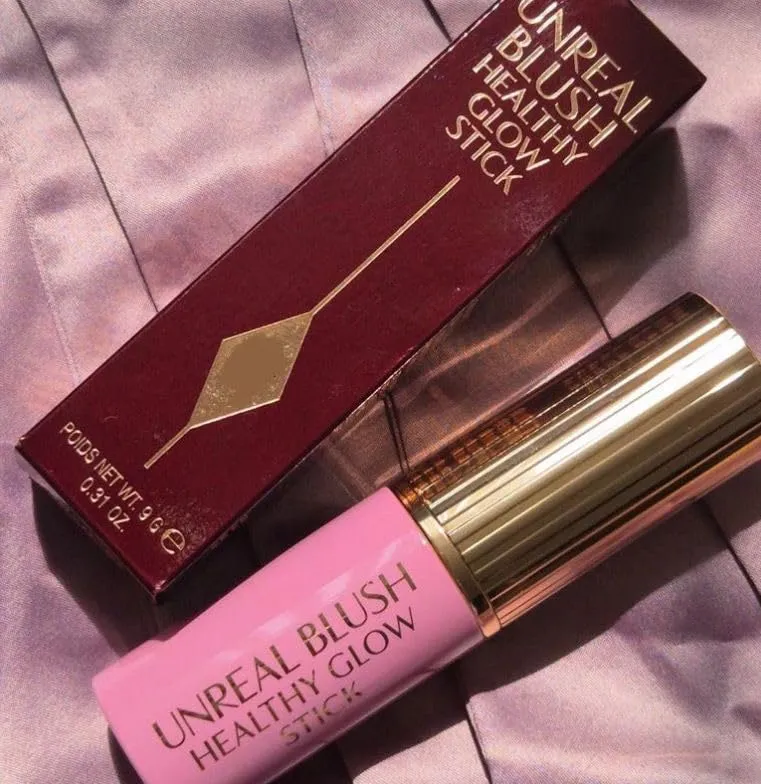 UNREAL
BLUSH
HEALTHY
GLOW
STICK
POIDS NET WT. 9 G e
0.31 OZ.
UNREAL BLUSH
HEALTHY GLOW
STICK